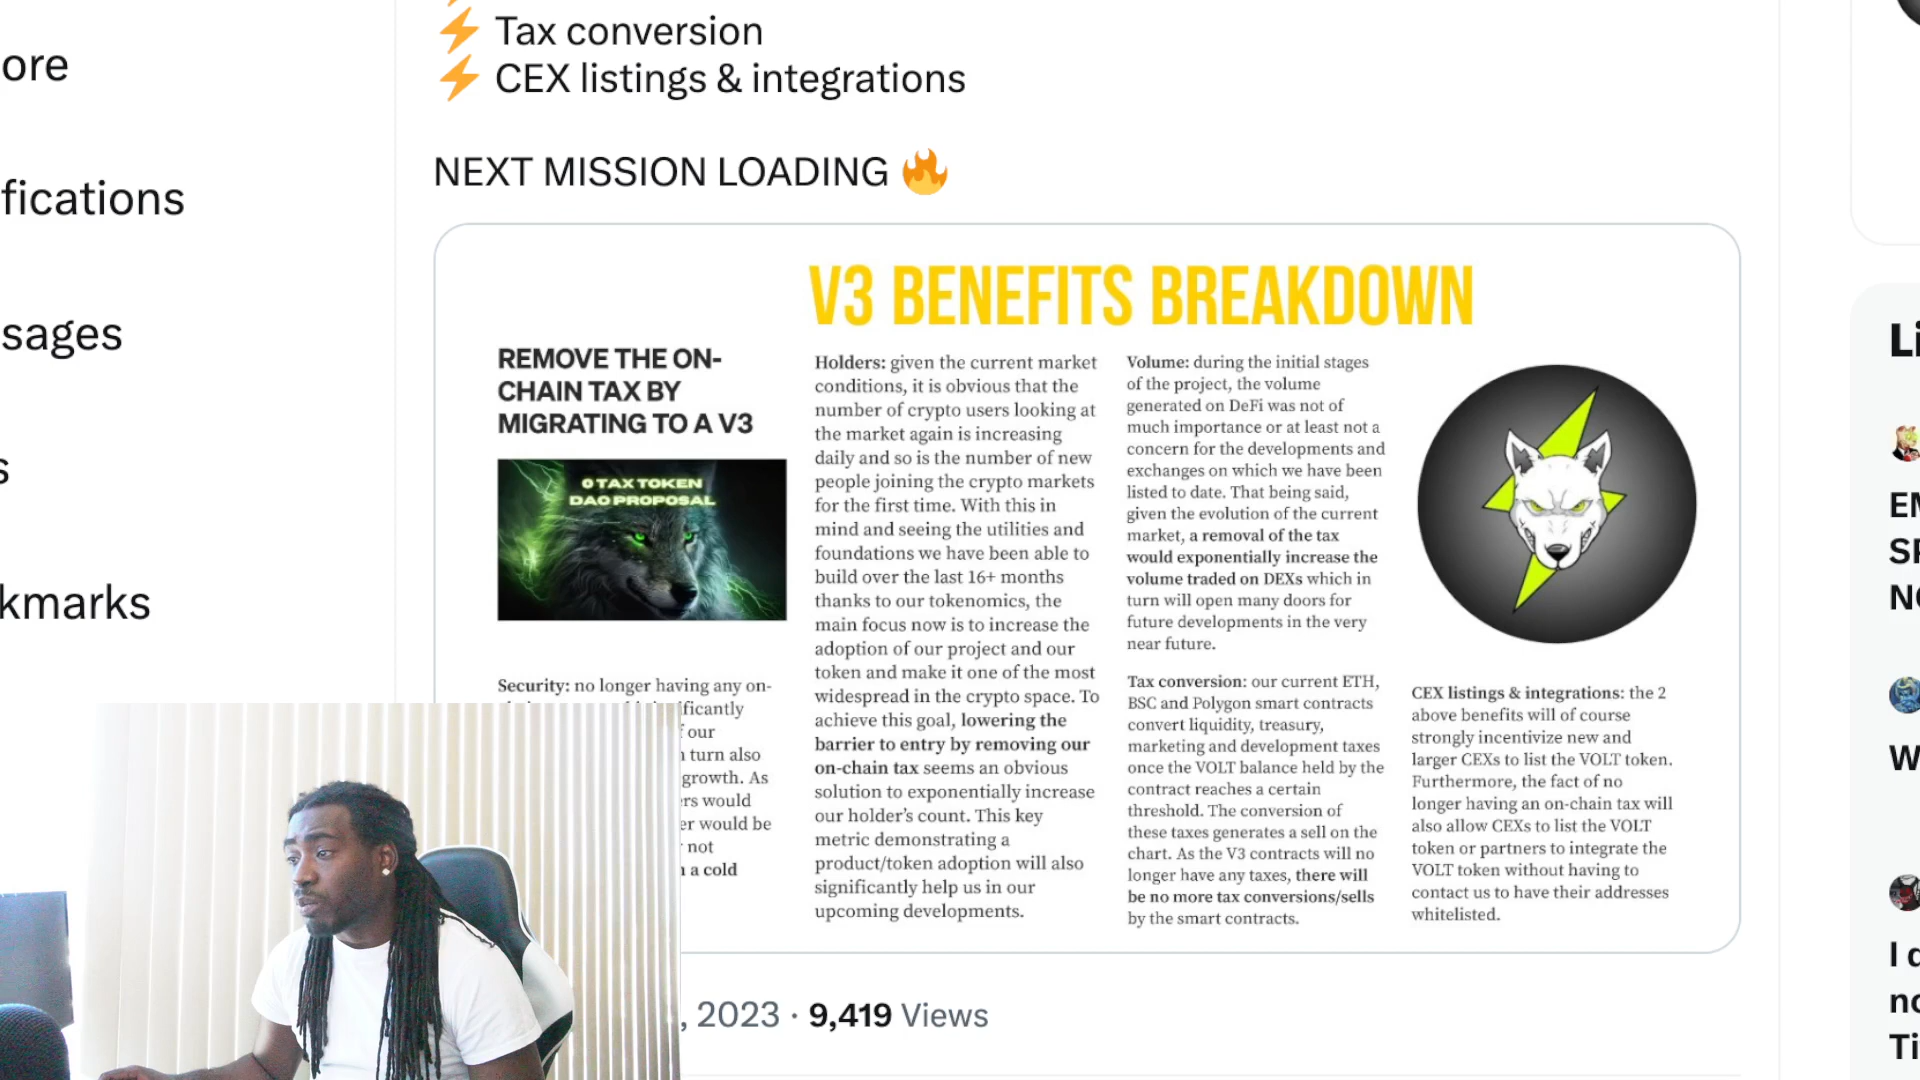 Tax conversion
CEX listings & integrations
NEXT MISSION LOADING
ore
fications
sages
s
kmarks
V3 BENEFITS BREAKDOWN
REMOVE THE ON-
CHAIN TAX BY
MIGRATING TO A V3
0 TAX TOKEN
DAO PROPOSAL
Security: no longer having any on-
ificantly
f our
turn also
growth. As
rs would
er would be
not
a cold
Holders: given the current market
conditions, it is obvious that the
number of crypto users looking at
the market again is increasing
daily and so is the number of new
people joining the crypto markets
for the first time. With this in
mind and seeing the utilities and
foundations we have been able to
build over the last 16+ months
thanks to our tokenomics, the
main focus now is to increase the
adoption of our project and our
token and make it one of the most
widespread in the crypto space. To
achieve this goal, lowering the
barrier to entry by removing our
on-chain tax seems an obvious
solution to exponentially increase
our holder's count. This key
metric demonstrating a
product/token adoption will also
significantly help us in our
upcoming developments.
Volume: during the initial stages
of the project, the volume
generated on DeFi was not of
much importance or at least not a
concern for the developments and
exchanges on which we have been
listed to date. That being said,
given the evolution of the current
market, a removal of the tax
would exponentially increase the
volume traded on DEXs which in
turn will open many doors for
future developments in the very
near future.
Tax conversion: our current ETH,
BSC and Polygon smart contracts
convert liquidity, treasury,
marketing and development taxes
once the VOLT balance held by the
contract reaches a certain
threshold. The conversion of
these taxes generates a sell on the
chart. As the V3 contracts will no
longer have any taxes, there will
be no more tax conversions/sells
by the smart contracts.
CEX listings & integrations: the 2
above benefits will of course
strongly incentivize new and
larger CEXs to list the VOLT token.
Furthermore, the fact of no
longer having an on-chain tax will
also allow CEXs to list the VOLT
token or partners to integrate the
VOLT token without having to
contact us to have their addresses
whitelisted.
, 2023 · 9,419 Views
Li
EM
SP
NO
W
I d
no
Ti